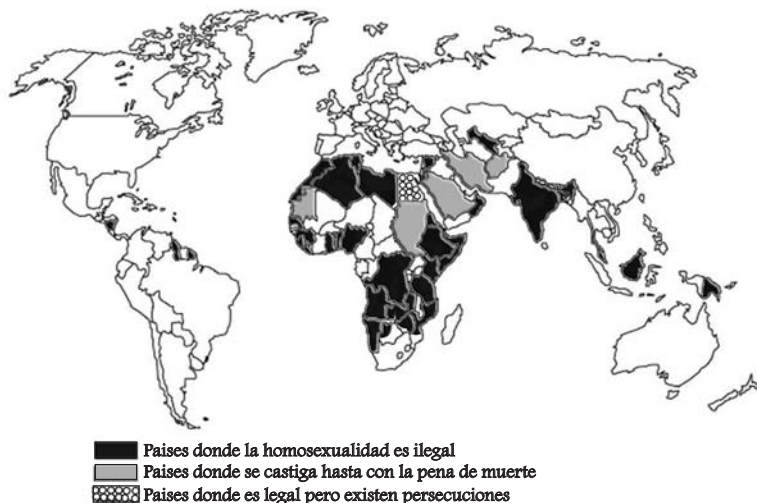 Paises donde la homosexualidad es ilegal
Paises donde se castiga hasta con la pena de muerte
Paises donde es legal pero existen persecuciones